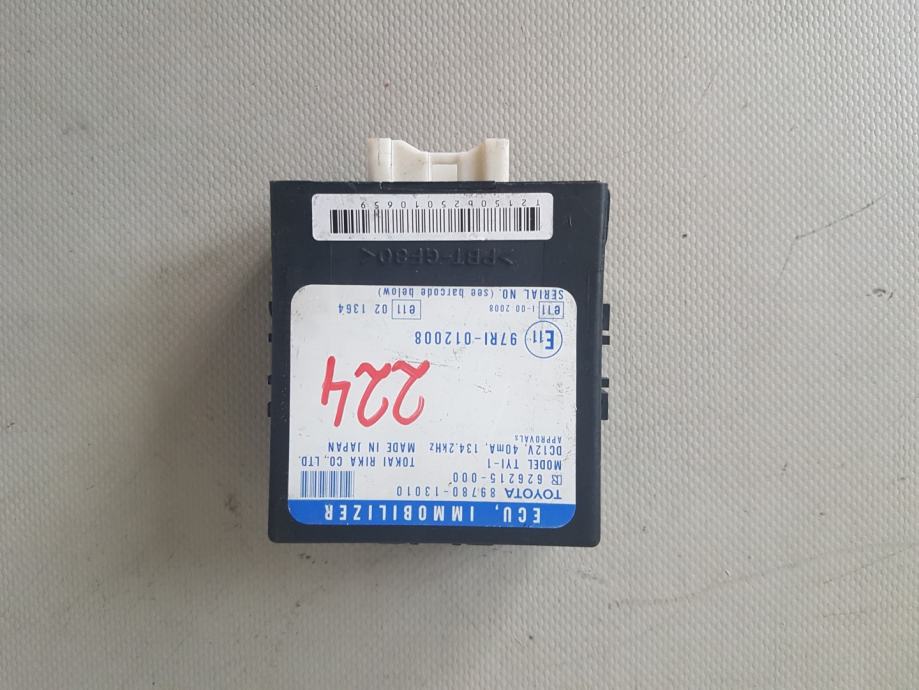 ECU, IMMOBILIZER
TOYOTA 89780-13010
626215-000
MODEL TYI-1 TOKAI RIKA CO., LTD.
DC12V, 40mA, 134.2kHz MADE IN JAPAN
APPROVALS
224
E11 97RI-012008
e11 1-00 2008 e11 02 1364
SERIAL NO. (see barcode below)
>PBT-GF30<
T21506250010659